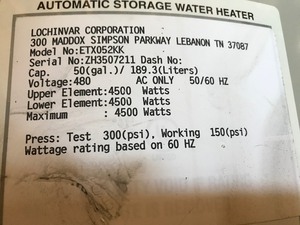 AUTOMATIC STORAGE WATER HEATER
LOCHINVAR CORPORATION
300 MADDOX SIMPSON PARKWAY LEBANON TN 37087
Model No:ETX052KK
Serial No:ZH3507211 Dash No:
Cap. 50(gal.)/ 189.3(Liters)
Voltage:480 AC ONLY 50/60 HZ
Upper Element:4500 Watts
Lower Element:4500 Watts
Maximum : 4500 Watts
Press: Test 300(psi), Working 150(psi)
Wattage rating based on 60 HZ